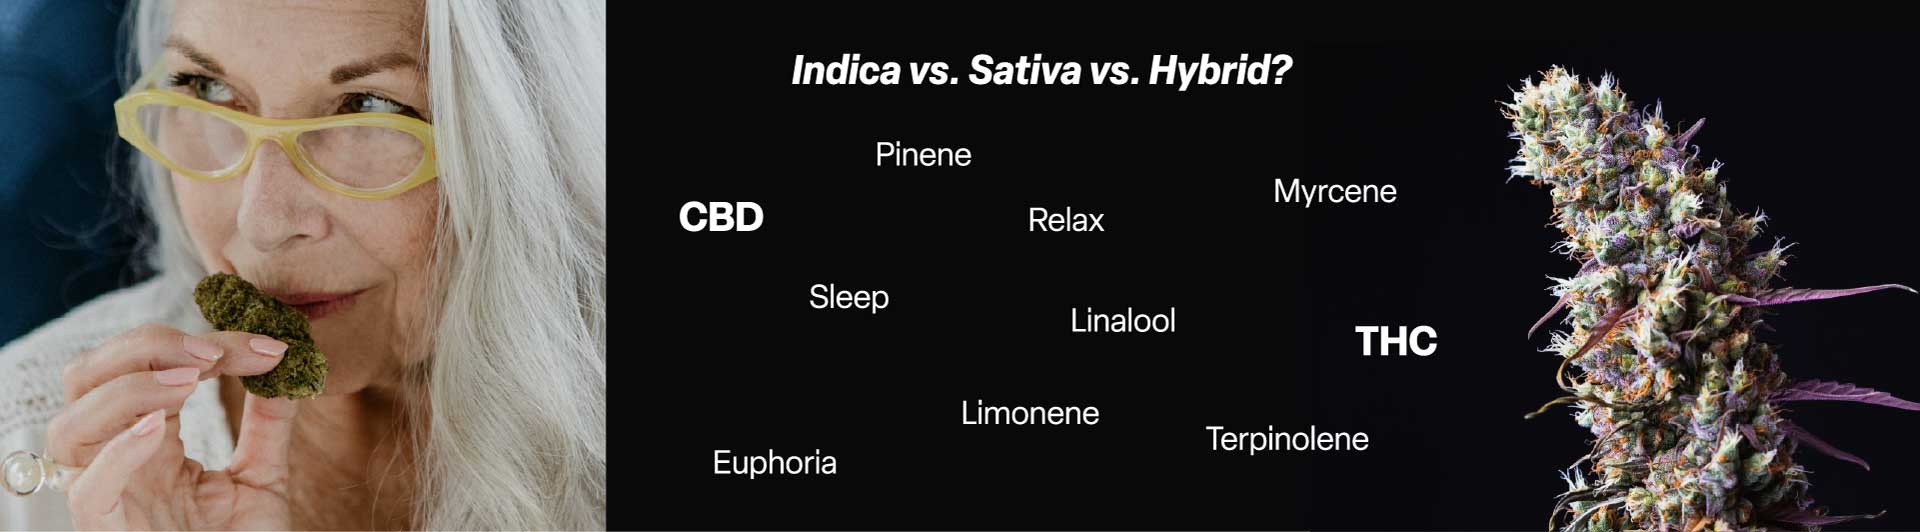 Indica vs. Sativa vs. Hybrid?
Pinene
Myrcene
CBD
Relax
Sleep
Linalool
THC
Limonene
Terpinolene
Euphoria